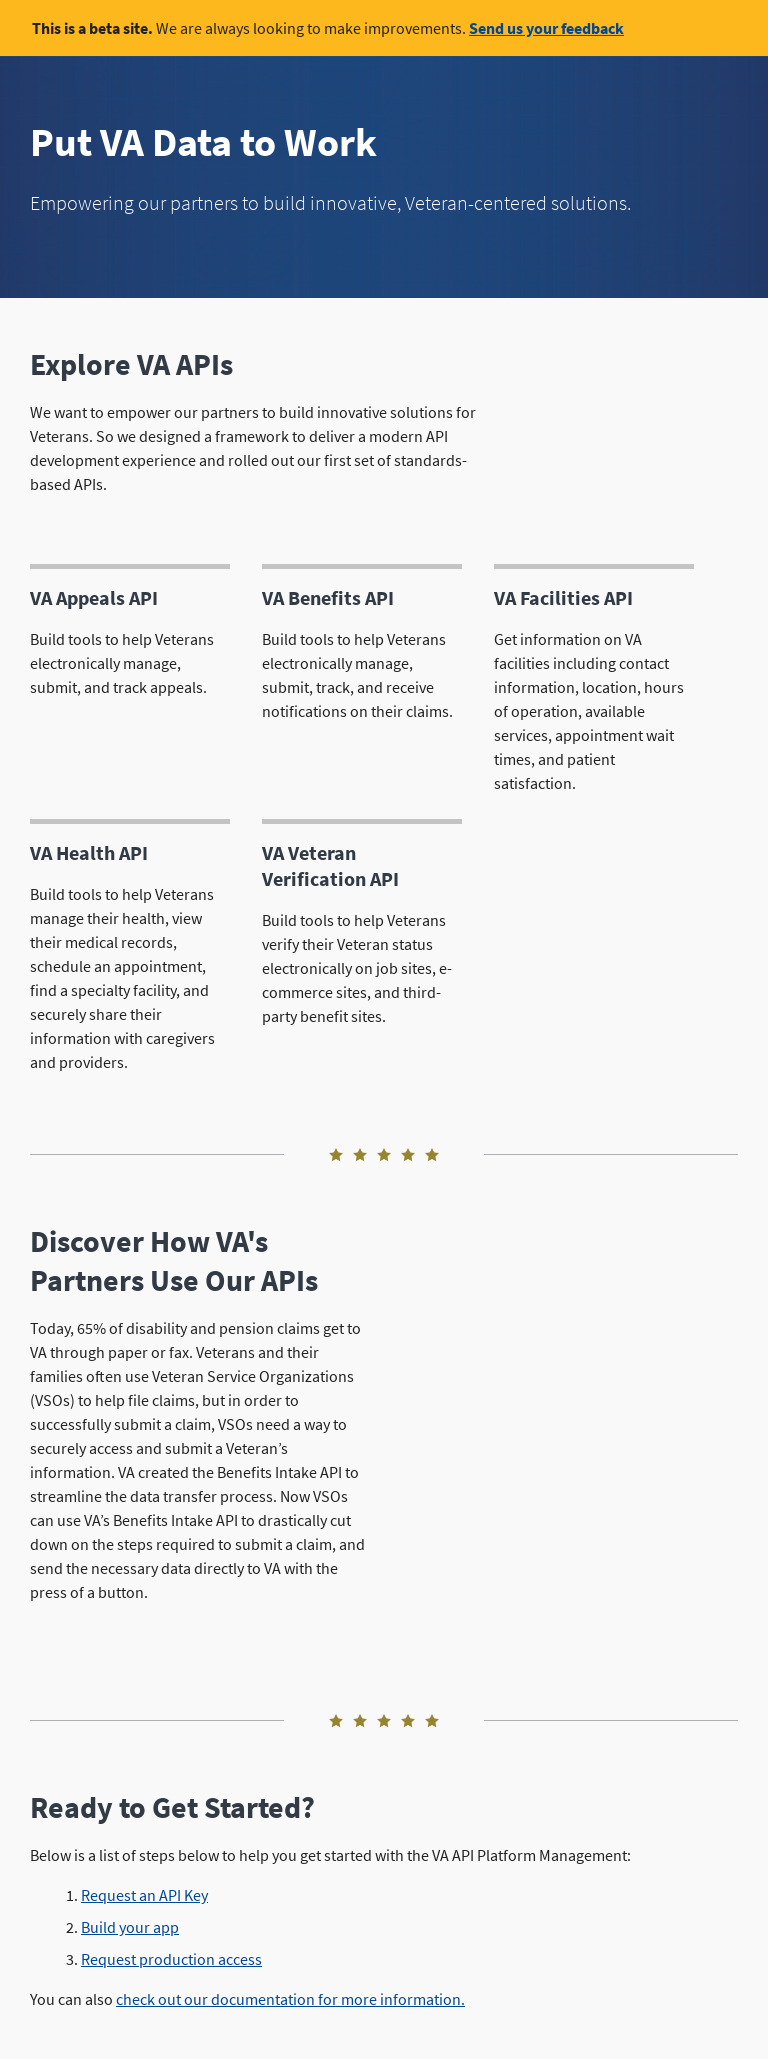 This is a beta site. We are always looking to make improvements. Send us your feedback
Put VA Data to Work
Empowering our partners to build innovative, Veteran-centered solutions.
Explore VA APIs
We want to empower our partners to build innovative solutions for
Veterans. So we designed a framework to deliver a modern API
development experience and rolled out our first set of standards-
based APIs.
VA Appeals API
Build tools to help Veterans
electronically manage,
submit, and track appeals.
VA Benefits API
Build tools to help Veterans
electronically manage,
submit, track, and receive
notifications on their claims.
VA Facilities API
Get information on VA
facilities including contact
information, location, hours
of operation, available
services, appointment wait
times, and patient
satisfaction.
VA Health API
Build tools to help Veterans
manage their health, view
their medical records,
schedule an appointment,
find a specialty facility, and
securely share their
information with caregivers
and providers.
VA Veteran
Verification API
Build tools to help Veterans
verify their Veteran status
electronically on job sites, e-
commerce sites, and third-
party benefit sites.
Discover How VA's
Partners Use Our APIs
Today, 65% of disability and pension claims get to
VA through paper or fax. Veterans and their
families often use Veteran Service Organizations
(VSOs) to help file claims, but in order to
successfully submit a claim, VSOs need a way to
securely access and submit a Veteran’s
information. VA created the Benefits Intake API to
streamline the data transfer process. Now VSOs
can use VA’s Benefits Intake API to drastically cut
down on the steps required to submit a claim, and
send the necessary data directly to VA with the
press of a button.
Ready to Get Started?
Below is a list of steps below to help you get started with the VA API Platform Management:
1. Request an API Key
2. Build your app
3. Request production access
You can also check out our documentation for more information.